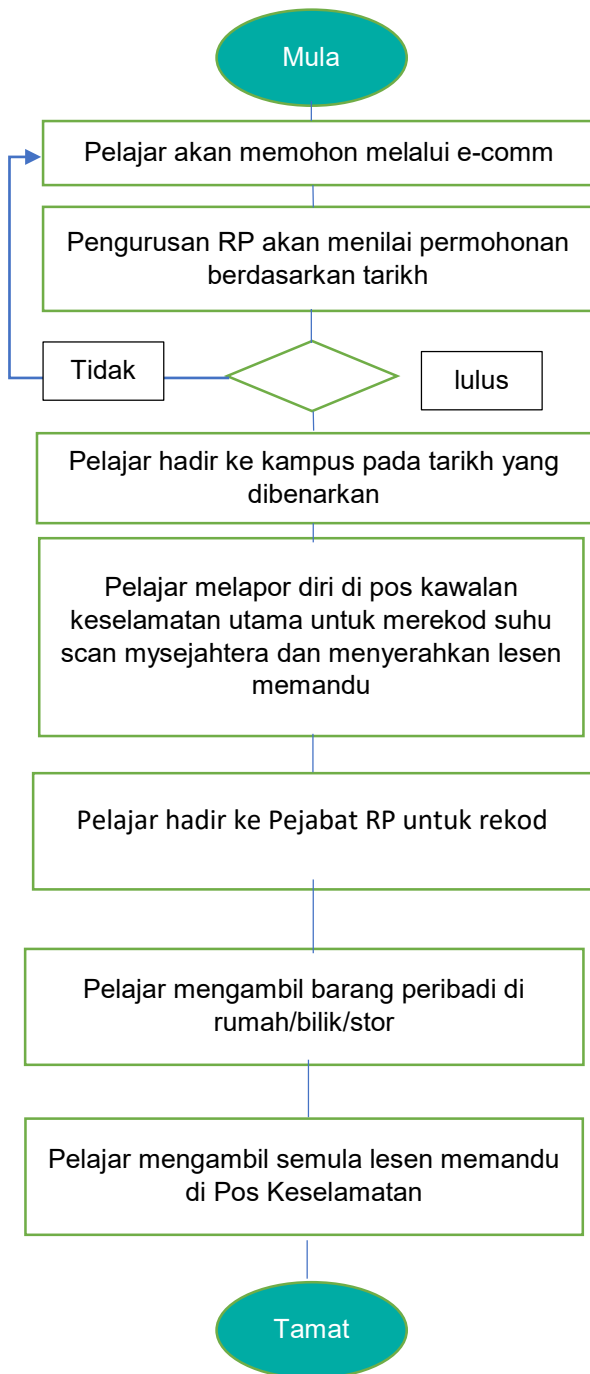 Mula
Pelajar akan memohon melalui e-comm
Pengurusan RP akan menilai permohonan
berdasarkan tarikh
Tidak
lulus
Pelajar hadir ke kampus pada tarikh yang
dibenarkan
Pelajar melapor diri di pos kawalan
keselamatan utama untuk merekod suhu
scan mysejahtera dan menyerahkan lesen
memandu
Pelajar hadir ke Pejabat RP untuk rekod
Pelajar mengambil barang peribadi di
rumah/bilik/stor
Pelajar mengambil semula lesen memandu
di Pos Keselamatan
Tamat